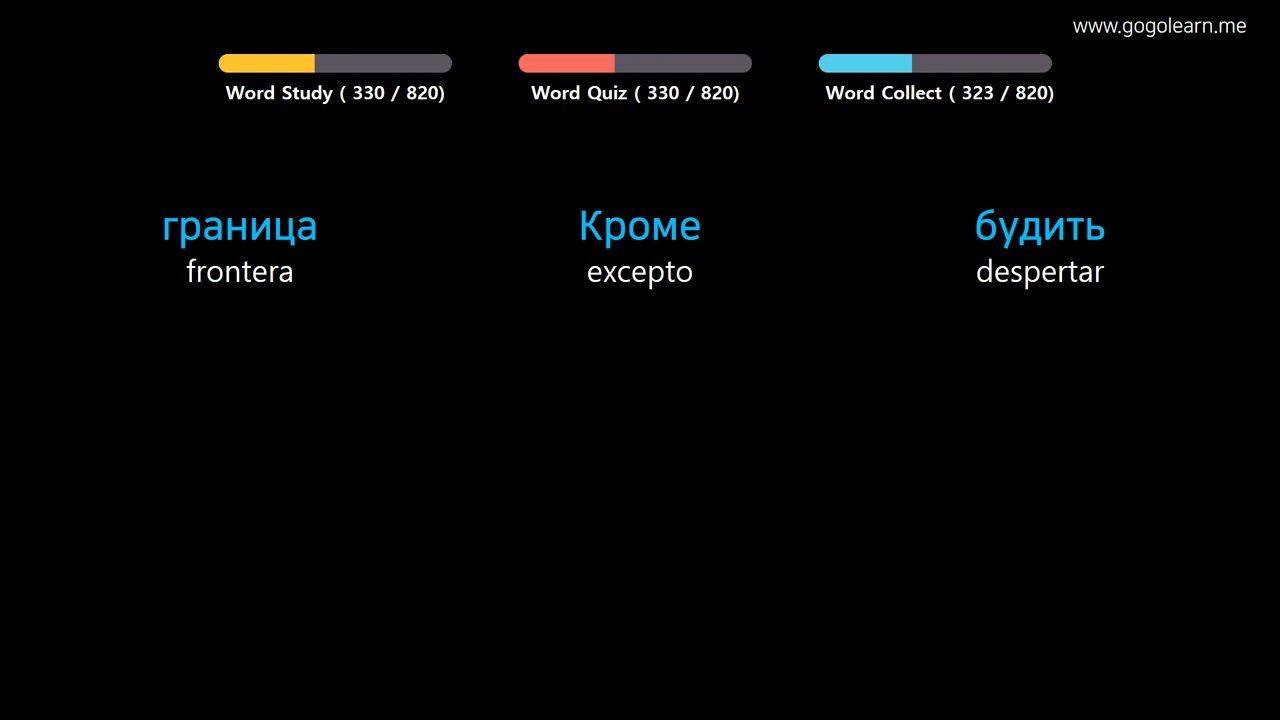 www.gogolearn.me
Word Study ( 330 / 820)
Word Quiz ( 330 / 820)
Word Collect ( 323 / 820)
граница
frontera
Кроме
excepto
будить
despertar